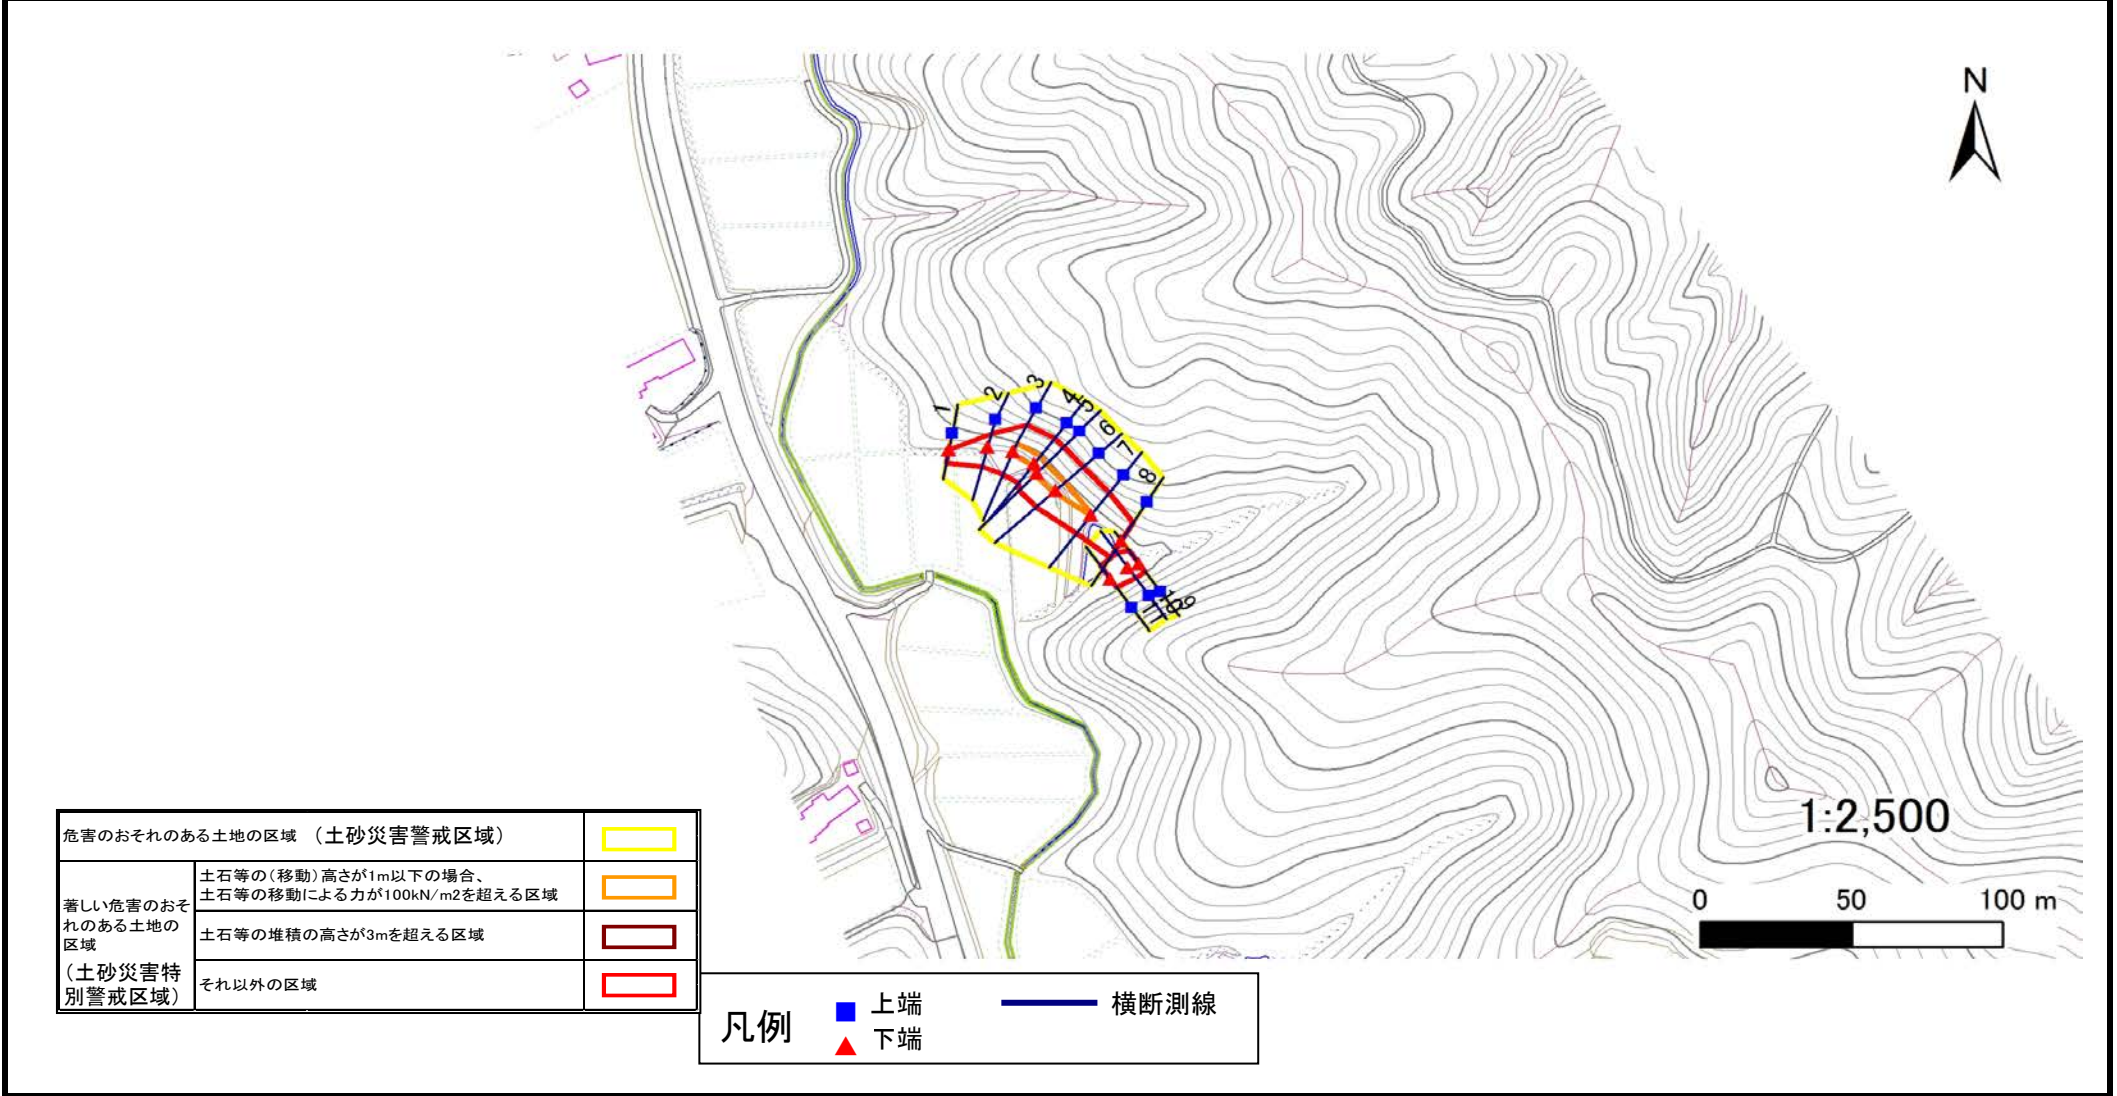 N
1
2
3
4
5
6
7
8
9
10
11
1:2,500
0 50 100 m
危害のおそれのある土地の区域 （土砂災害警戒区域）
著しい危害のおそ
れのある土地の
区域
（土砂災害特
別警戒区域）
土石等の（移動）高さが1m以下の場合、
土石等の移動による力が100kN/m2を超える区域
土石等の堆積の高さが3mを超える区域
それ以外の区域
凡例
上端
下端
横断測線